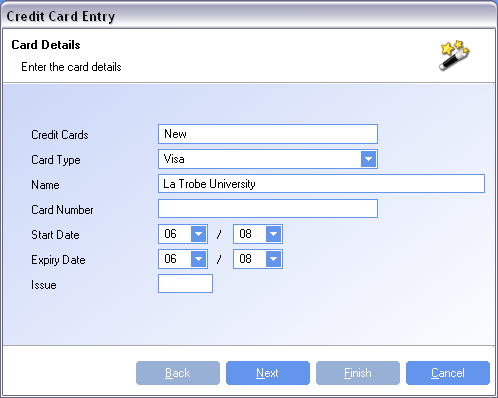 Credit Card Entry
Card Details
Enter the card details
Credit Cards New
Card Type Visa
Name La Trobe University
Card Number
Start Date 06 / 08
Expiry Date 06 / 08
Issue
Back Next Finish Cancel